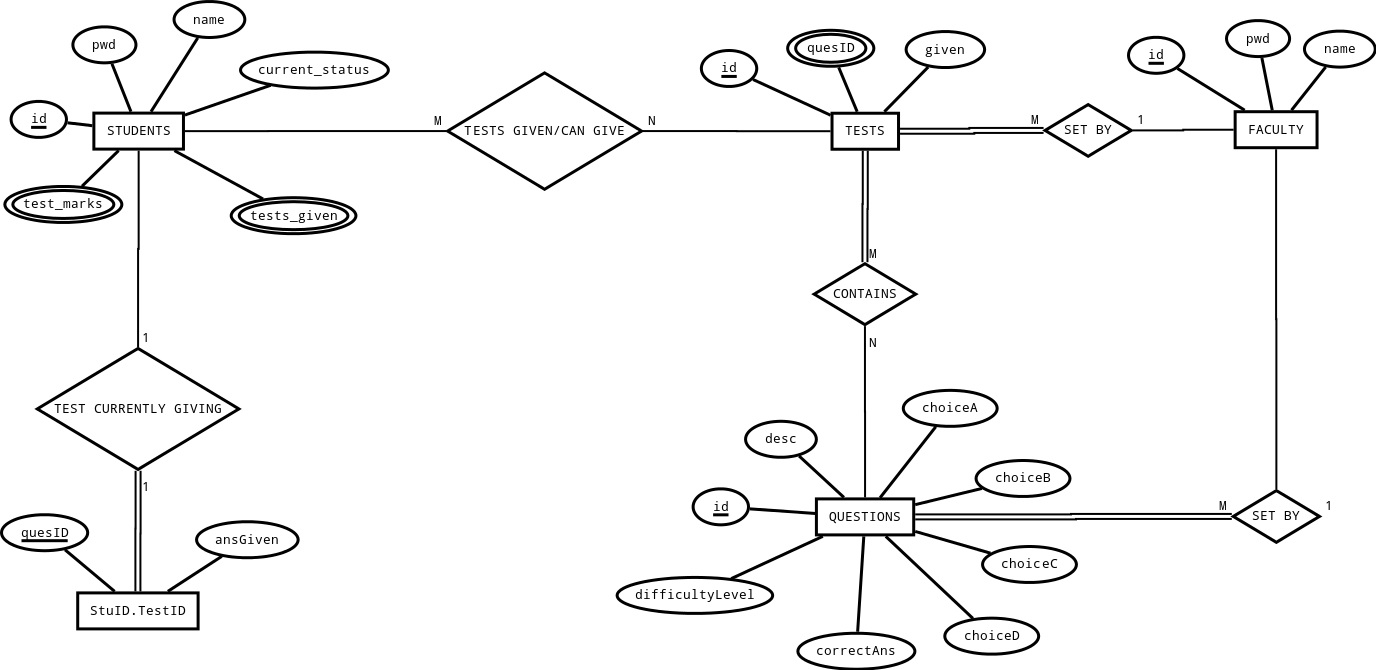 name
pwd
current_status
id
STUDENTS
test_marks
tests_given
M
TESTS GIVEN/CAN GIVE
N
quesID
given
id
TESTS
M
SET BY
1
pwd
name
id
FACULTY
M
CONTAINS
N
1
TEST CURRENTLY GIVING
1
quesID
ansGiven
StuID.TestID
choiceA
desc
choiceB
id
QUESTIONS
M
SET BY
1
choiceC
difficultyLevel
choiceD
correctAns